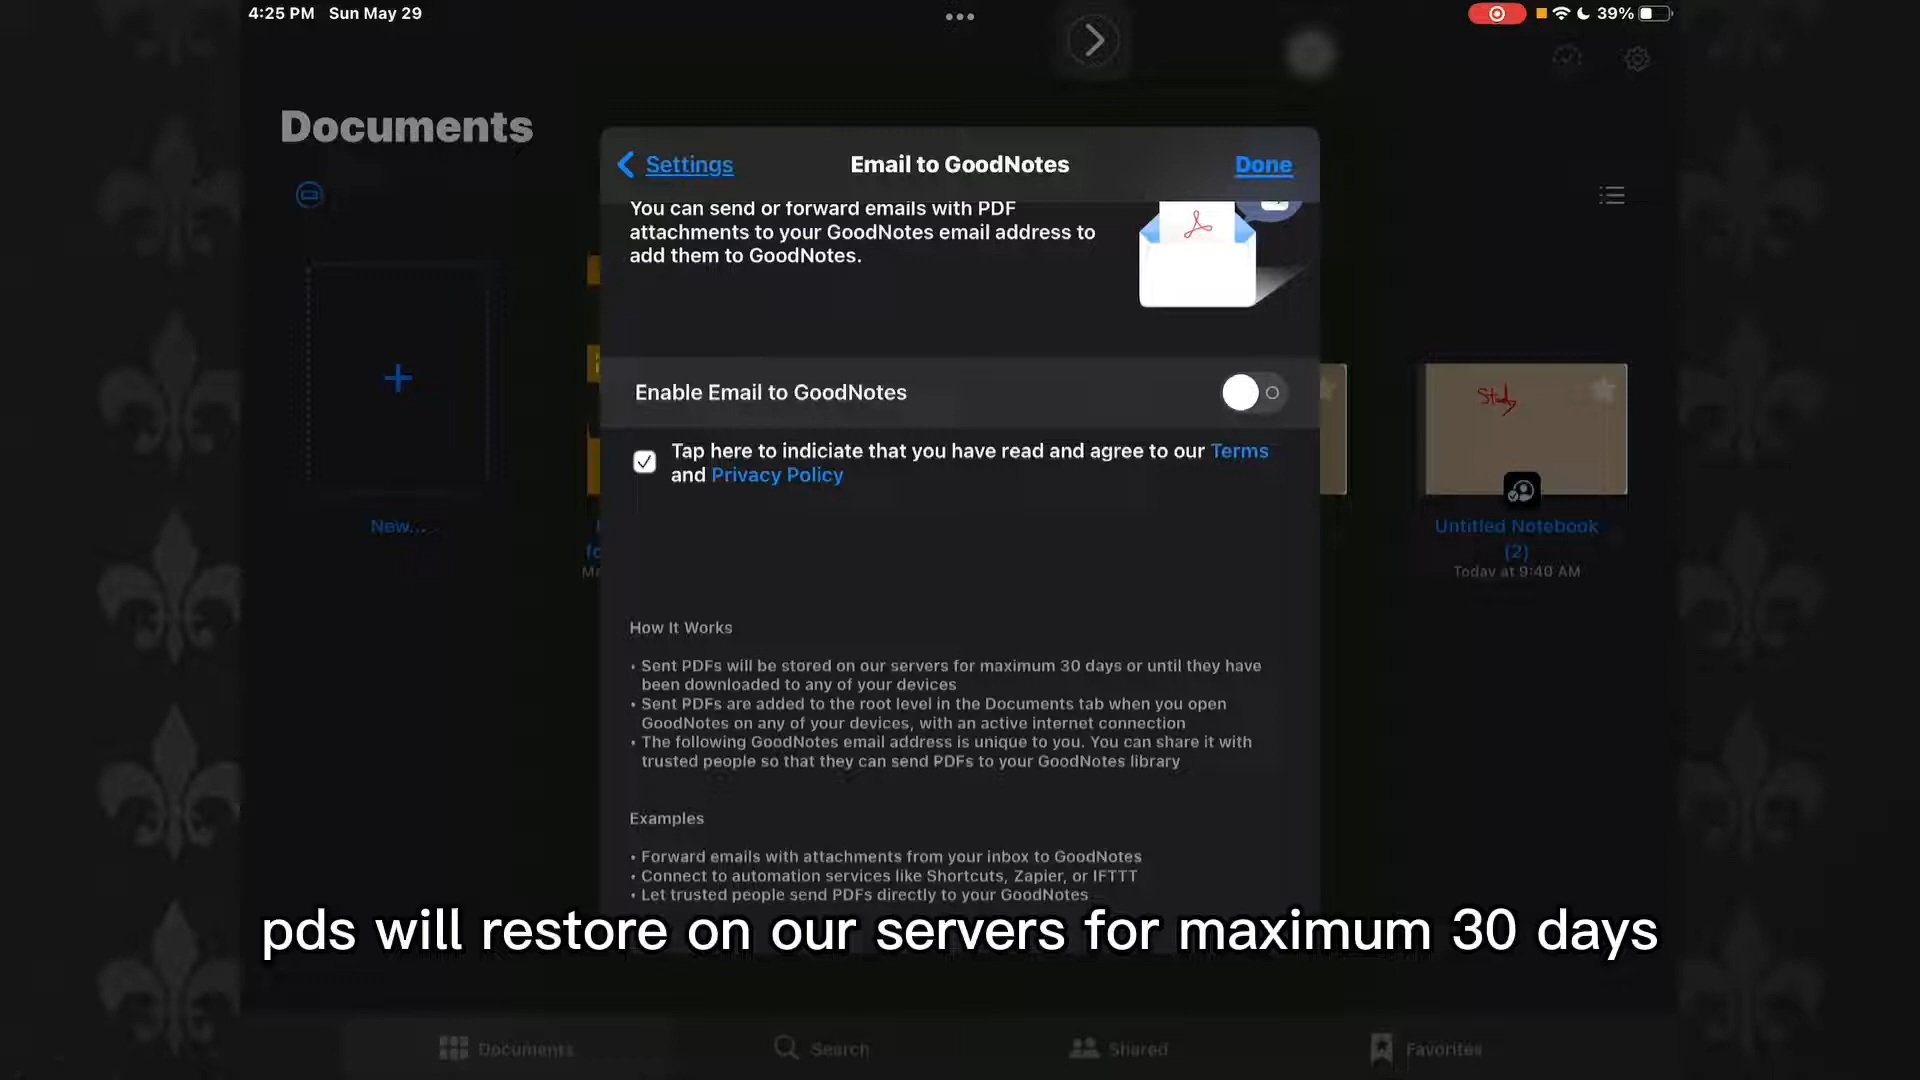 4:25 PM Sun May 29
39%
Documents
Settings
Email to GoodNotes
Done
You can send or forward emails with PDF
attachments to your GoodNotes email address to
add them to GoodNotes.
Enable Email to GoodNotes
Tap here to indiciate that you have read and agree to our Terms
and Privacy Policy
Study
New...
Untitled Notebook
(2)
Today at 9:40 AM
How It Works
• Sent PDFs will be stored on our servers for maximum 30 days or until they have
been downloaded to any of your devices
• Sent PDFs are added to the root level in the Documents tab when you open
GoodNotes on any of your devices, with an active internet connection
• The following GoodNotes email address is unique to you. You can share it with
trusted people so that they can send PDFs to your GoodNotes library
Examples
• Forward emails with attachments from your inbox to GoodNotes
• Connect to automation services like Shortcuts, Zapier, or IFTTT
• Let trusted people send PDFs directly to your GoodNotes
pds will restore on our servers for maximum 30 days
Documents
Search
Shared
Favorites